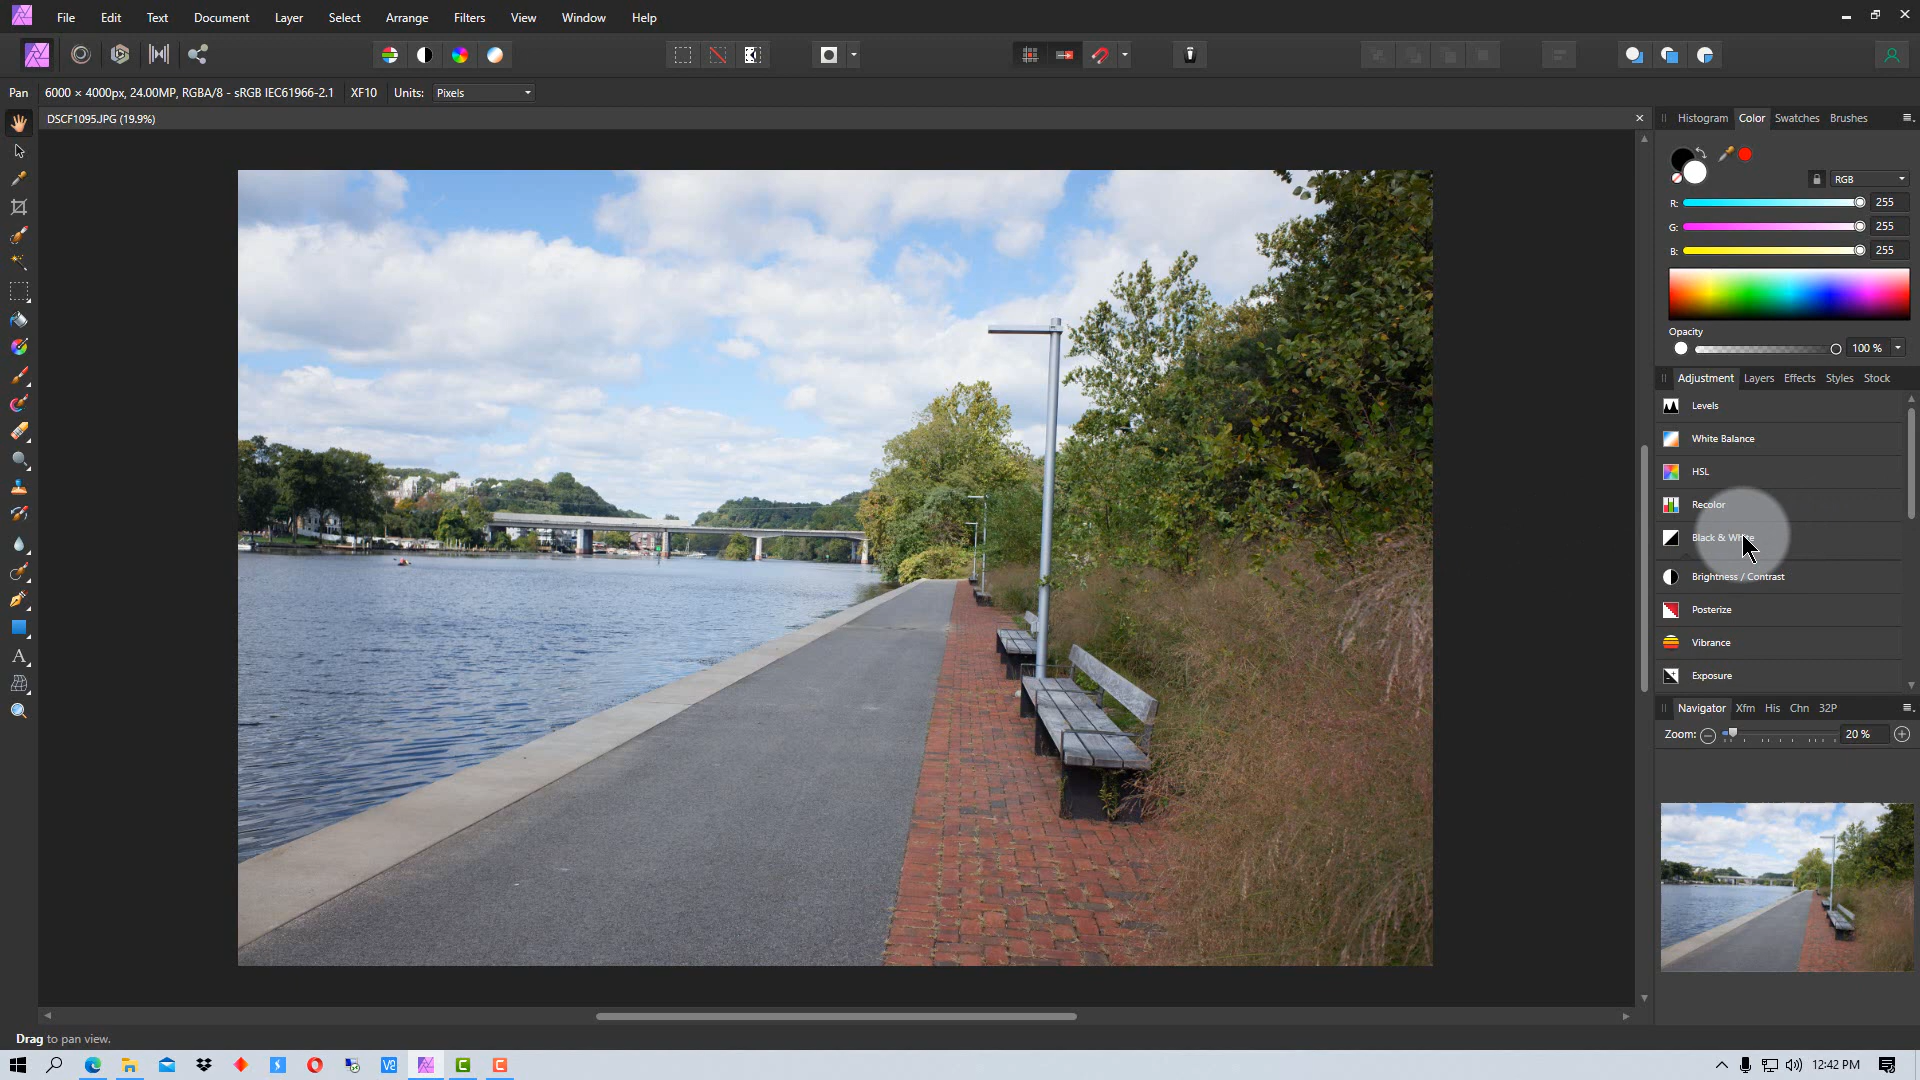 File Edit Text Document Layer Select Arrange Filters View Window Help
Pan 6000 × 4000px, 24.00MP, RGBA/8 - sRGB IEC61966-2.1 XF10 Units: Pixels
DSCF1095.JPG (19.9%)
Histogram Color Swatches Brushes
RGB
R: 255
G: 255
B: 255
Opacity
100 %
Adjustment Layers Effects Styles Stock
Levels
White Balance
HSL
Recolor
Black & White
Brightness / Contrast
Posterize
Vibrance
Exposure
Navigator Xfm His Chn 32P
Zoom: 20 %
Drag to pan view.
12:42 PM